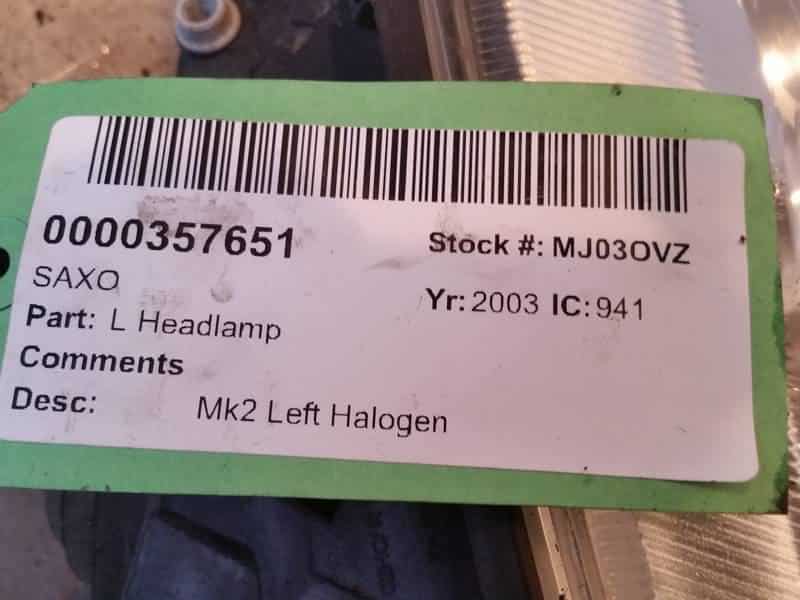 0000357651 Stock #: MJ03OVZ
SAXO Yr: 2003 IC: 941
Part: L Headlamp
Comments
Desc: Mk2 Left Halogen